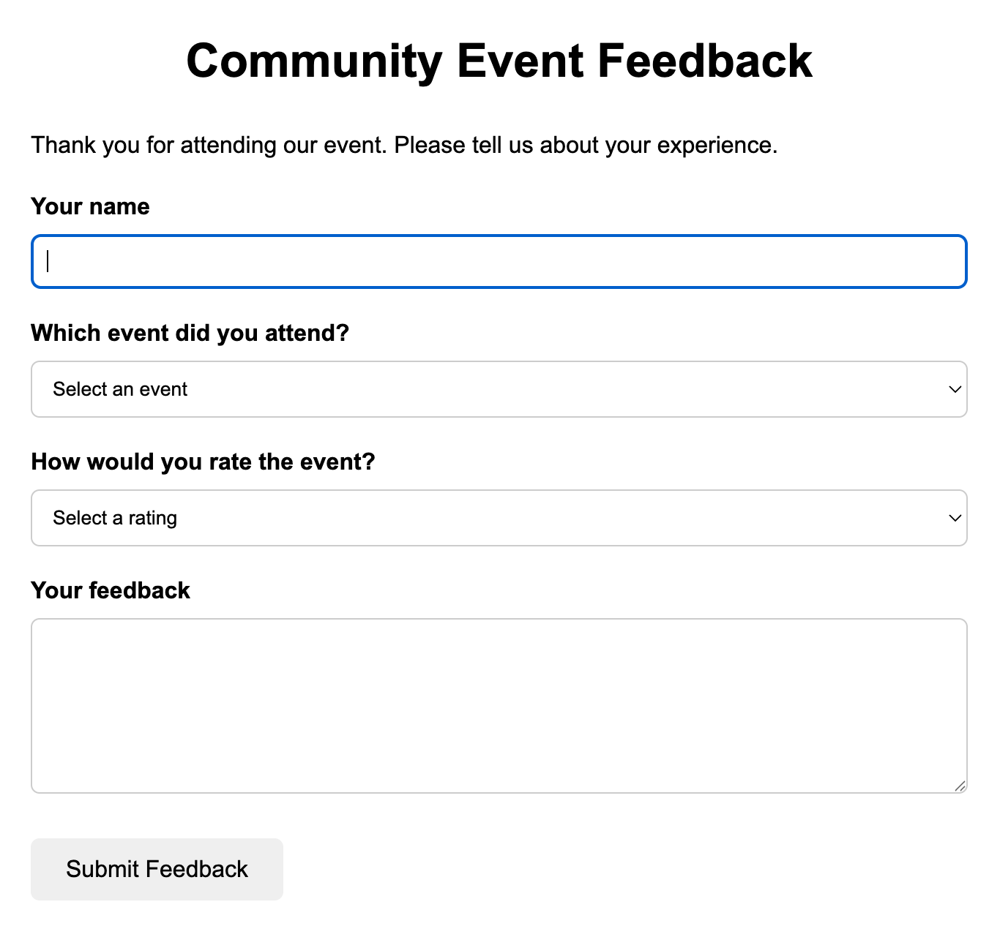 Community Event Feedback
Thank you for attending our event. Please tell us about your experience.
Your name
Which event did you attend?
Select an event
How would you rate the event?
Select a rating
Your feedback
Submit Feedback